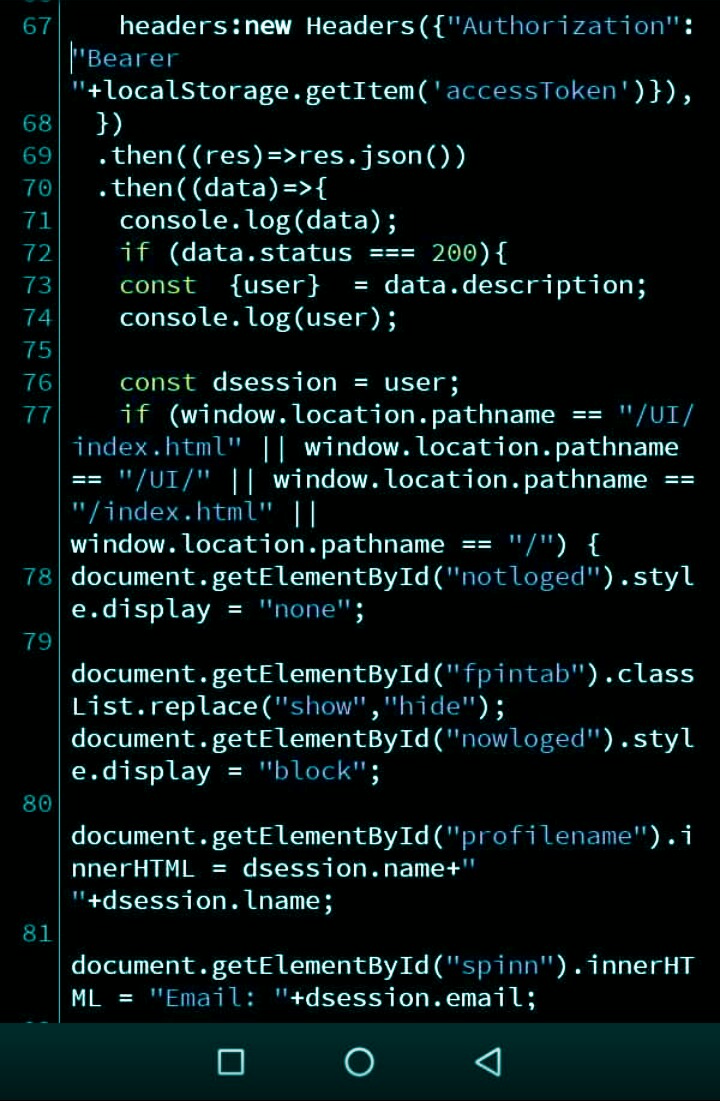 67 headers:new Headers({"Authorization":
"Bearer
"+localStorage.getItem('accessToken')}),
68 })
69 .then((res)=>res.json())
70 .then((data)=>{
71 console.log(data);
72 if (data.status === 200){
73 const {user} = data.description;
74 console.log(user);
75
76 const dsession = user;
77 if (window.location.pathname == "/UI/
index.html" || window.location.pathname
== "/UI/" || window.location.pathname ==
"/index.html" ||
window.location.pathname == "/") {
78 document.getElementById("notloged").styl
e.display = "none";
79
document.getElementById("fpintab").class
List.replace("show","hide");
document.getElementById("nowloged").styl
e.display = "block";
80
document.getElementById("profilename").i
nnerHTML = dsession.name+"
"+dsession.lname;
81
document.getElementById("spinn").innerHT
ML = "Email: "+dsession.email;